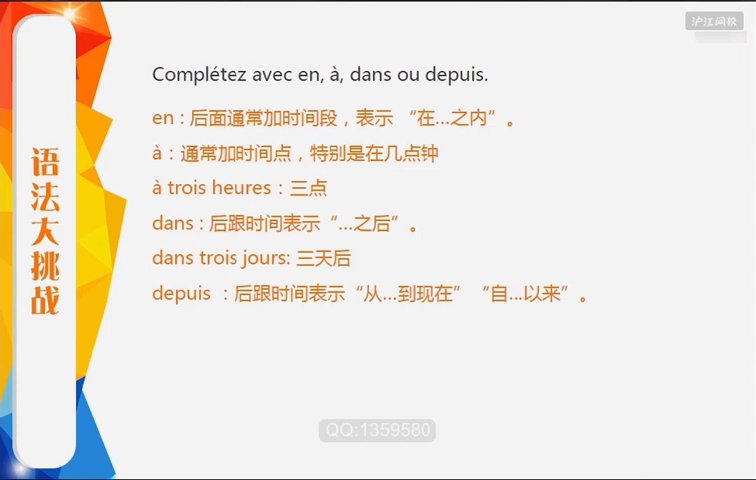 沪江网校
Complétez avec en, à, dans ou depuis.
en : 后面通常加时间段，表示 “在...之内”。
à：通常加时间点，特别是在几点钟
à trois heures：三点
dans : 后跟时间表示“...之后”。
dans trois jours: 三天后
depuis ：后跟时间表示“从...到现在” “自...以来”。
语法大挑战
QQ:1359580